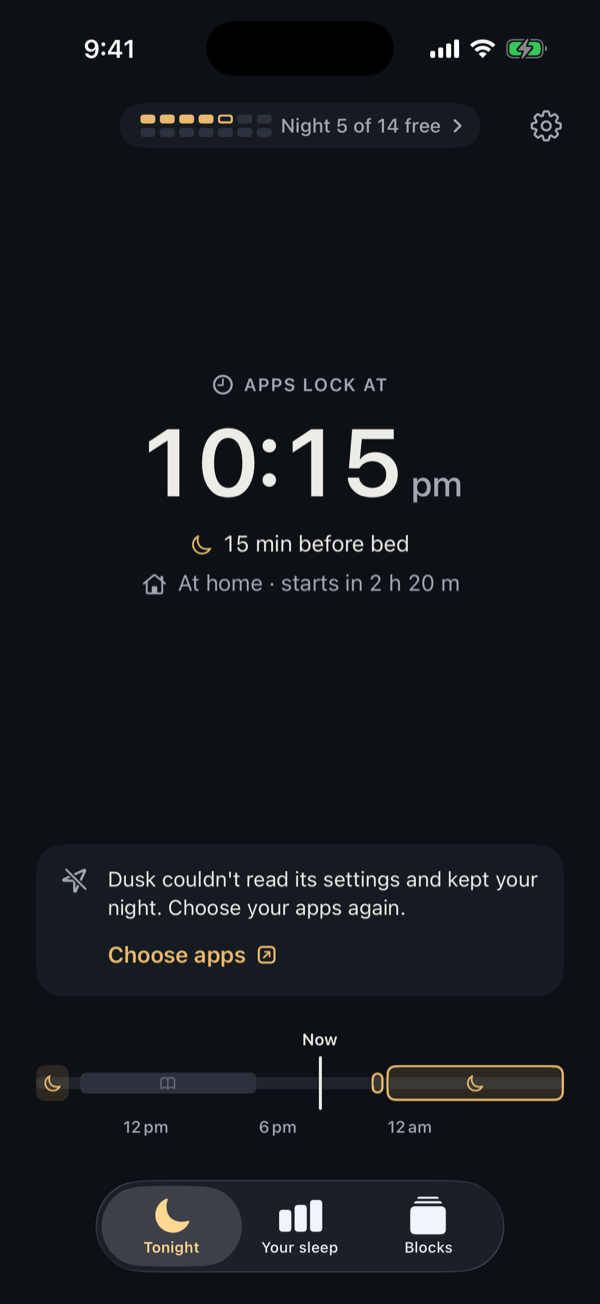 9:41
Night 5 of 14 free
APPS LOCK AT
10:15 pm
15 min before bed
At home · starts in 2 h 20 m
Dusk couldn't read its settings and kept your
night. Choose your apps again.
Choose apps
Now
12 pm 6 pm 12 am
Tonight Your sleep Blocks